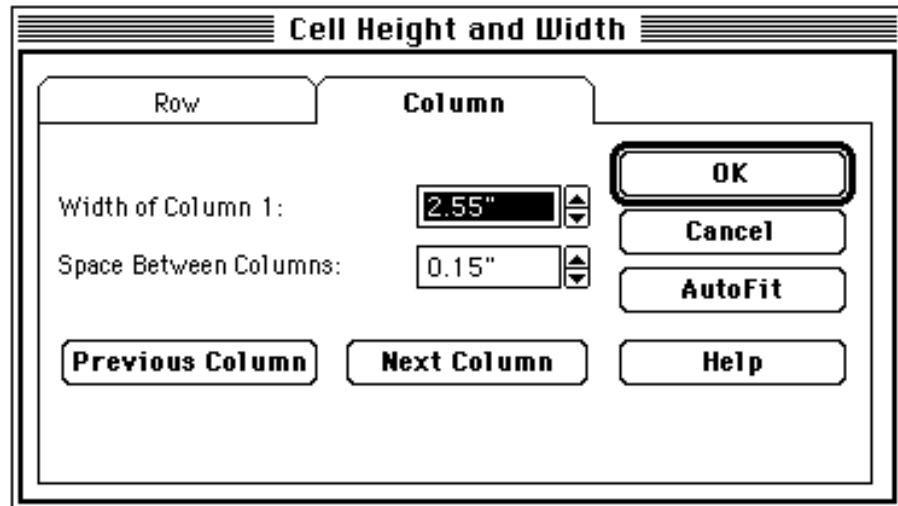 Cell Height and Width
Row
Column
Width of Column 1:
2.55"
Space Between Columns:
0.15"
OK
Cancel
AutoFit
Previous Column
Next Column
Help